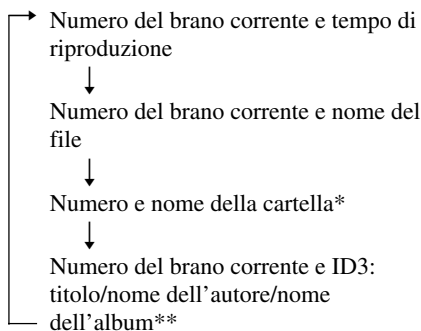 Numero del brano corrente e tempo di
riproduzione
Numero del brano corrente e nome del
file
Numero e nome della cartella*
Numero del brano corrente e ID3:
titolo/nome dell'autore/nome
dell'album**